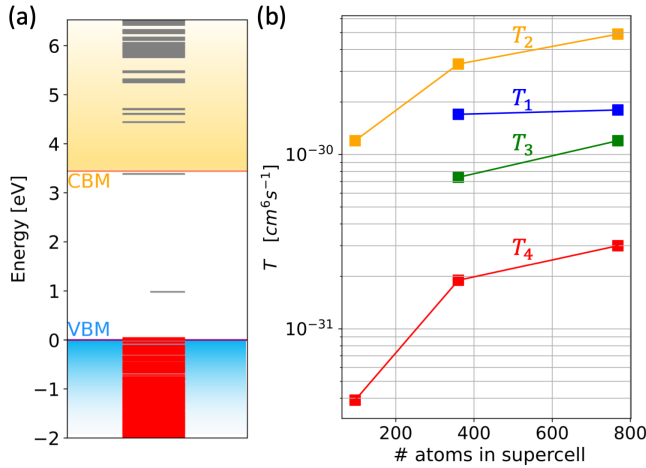 (a)
Energy [eV]
6
5
4
3
2
1
0
−1
−2
CBM
VBM
(b)
T [cm⁶s⁻¹]
10⁻³⁰
10⁻³¹
T₂
T₁
T₃
T₄
200
400
600
800
# atoms in supercell